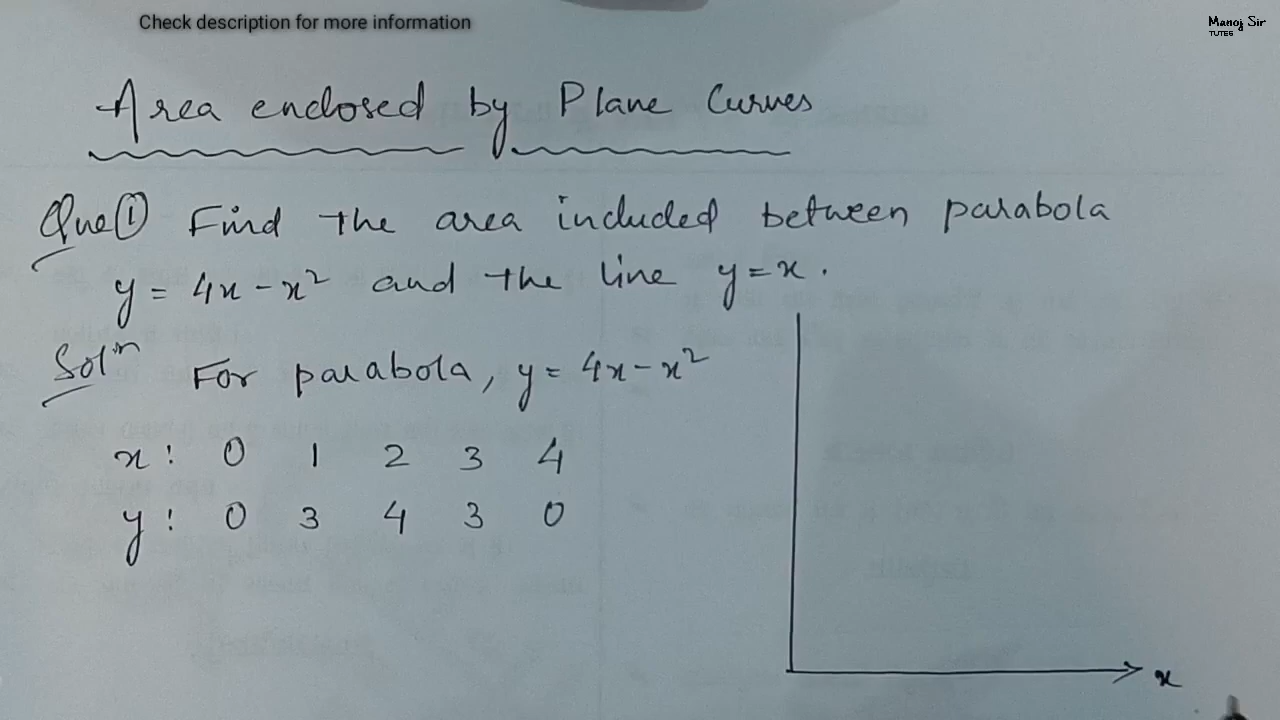 Check description for more information
Manoj Sir
TUTES
Area enclosed by Plane Curves
Que ① Find the area included between parabola
y = 4x - x² and the line y = x .
Solⁿ For parabola, y = 4x - x²
x : 0 1 2 3 4
y : 0 3 4 3 0
x